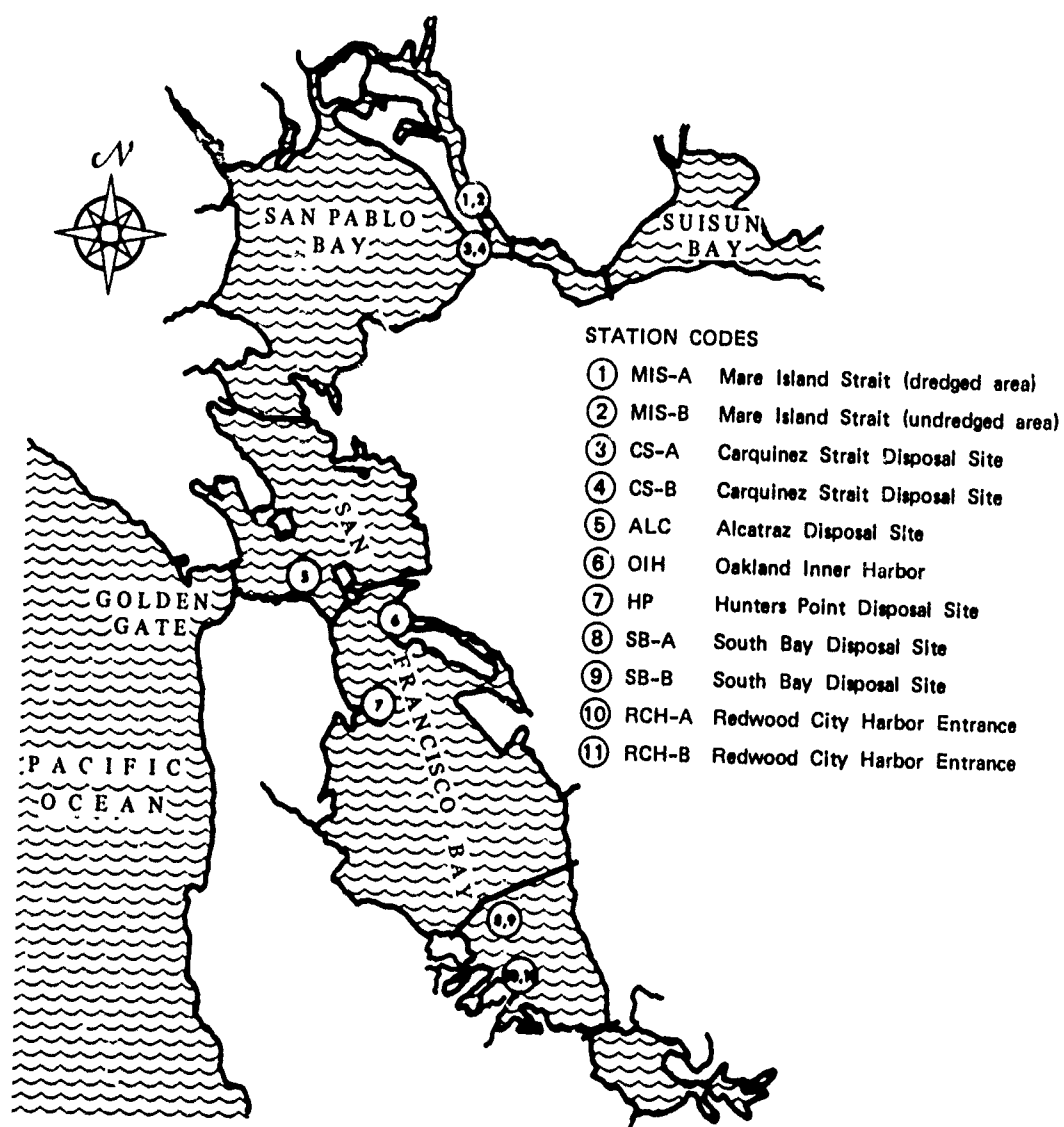 N
SAN PABLO
BAY
SUISUN
BAY
1,2
3,4
STATION CODES
1 MIS-A Mare Island Strait (dredged area)
2 MIS-B Mare Island Strait (undredged area)
3 CS-A Carquinez Strait Disposal Site
4 CS-B Carquinez Strait Disposal Site
5 ALC Alcatraz Disposal Site
6 OIH Oakland Inner Harbor
7 HP Hunters Point Disposal Site
8 SB-A South Bay Disposal Site
9 SB-B South Bay Disposal Site
10 RCH-A Redwood City Harbor Entrance
11 RCH-B Redwood City Harbor Entrance
SAN
FRANCISCO BAY
5
GOLDEN
GATE
6
7
PACIFIC
OCEAN
8,9